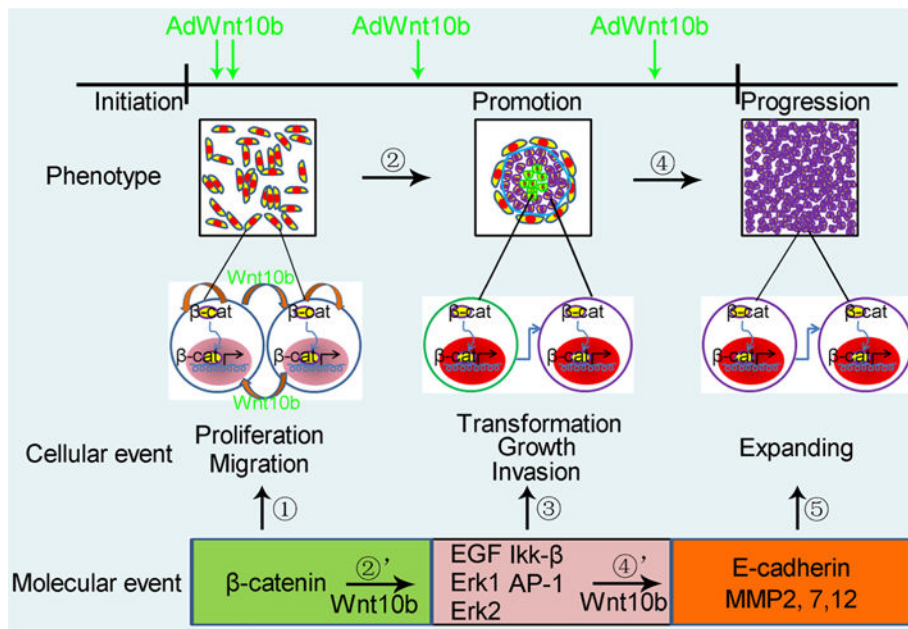 AdWnt10b AdWnt10b AdWnt10b
Initiation Promotion Progression
Phenotype ② ④
Wnt10b
β-cat β-cat β-cat β-cat β-cat β-cat
β-cat β-cat β-cat β-cat β-cat β-cat
Wnt10b
Cellular event
Proliferation
Migration
Transformation
Growth
Invasion
Expanding
① ③ ⑤
Molecular event
β-catenin ②’
Wnt10b
EGF Ikk-β
Erk1 AP-1
Erk2
④’
Wnt10b
E-cadherin
MMP2, 7,12